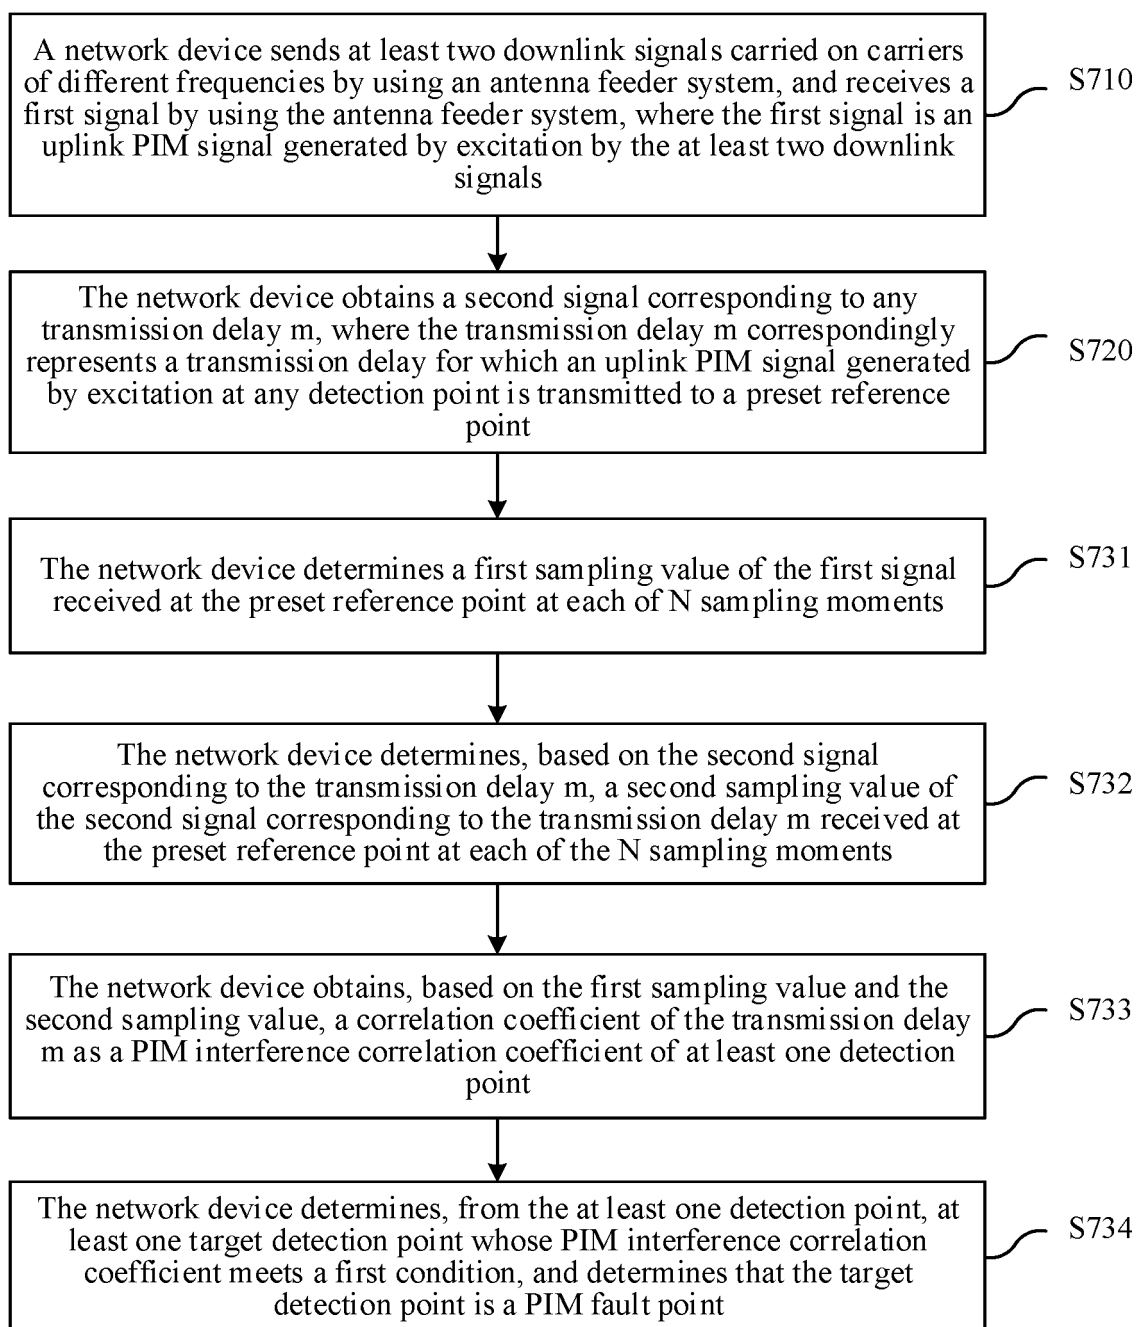 A network device sends at least two downlink signals carried on carriers
of different frequencies by using an antenna feeder system, and receives a
first signal by using the antenna feeder system, where the first signal is an
uplink PIM signal generated by excitation by the at least two downlink
signals
S710
The network device obtains a second signal corresponding to any
transmission delay m, where the transmission delay m correspondingly
represents a transmission delay for which an uplink PIM signal generated
by excitation at any detection point is transmitted to a preset reference
point
S720
The network device determines a first sampling value of the first signal
received at the preset reference point at each of N sampling moments
S731
The network device determines, based on the second signal
corresponding to the transmission delay m, a second sampling value of
the second signal corresponding to the transmission delay m received at
the preset reference point at each of the N sampling moments
S732
The network device obtains, based on the first sampling value and the
second sampling value, a correlation coefficient of the transmission delay
m as a PIM interference correlation coefficient of at least one detection
point
S733
The network device determines, from the at least one detection point, at
least one target detection point whose PIM interference correlation
coefficient meets a first condition, and determines that the target
detection point is a PIM fault point
S734